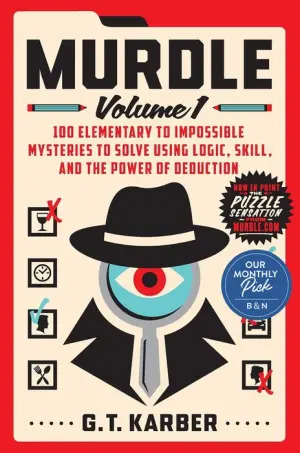 MURDLE
Volume 1
100 ELEMENTARY TO IMPOSSIBLE
MYSTERIES TO SOLVE USING LOGIC, SKILL,
AND THE POWER OF DEDUCTION
NOW IN PRINT
THE
PUZZLE
SENSATION
FROM
MURDLE.COM
OUR
MONTHLY
Pick
B&N
G.T. KARBER